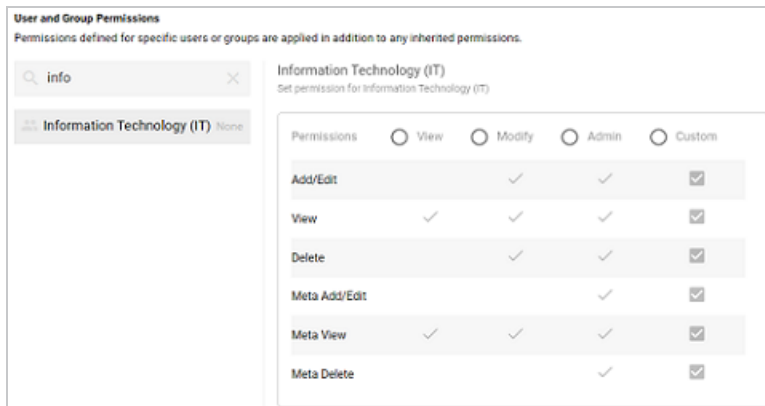 User and Group Permissions
Permissions defined for specific users or groups are applied in addition to any inherited permissions.
info
Information Technology (IT) None
Information Technology (IT)
Set permission for Information Technology (IT)
Permissions View Modify Admin Custom
Add/Edit
View
Delete
Meta Add/Edit
Meta View
Meta Delete